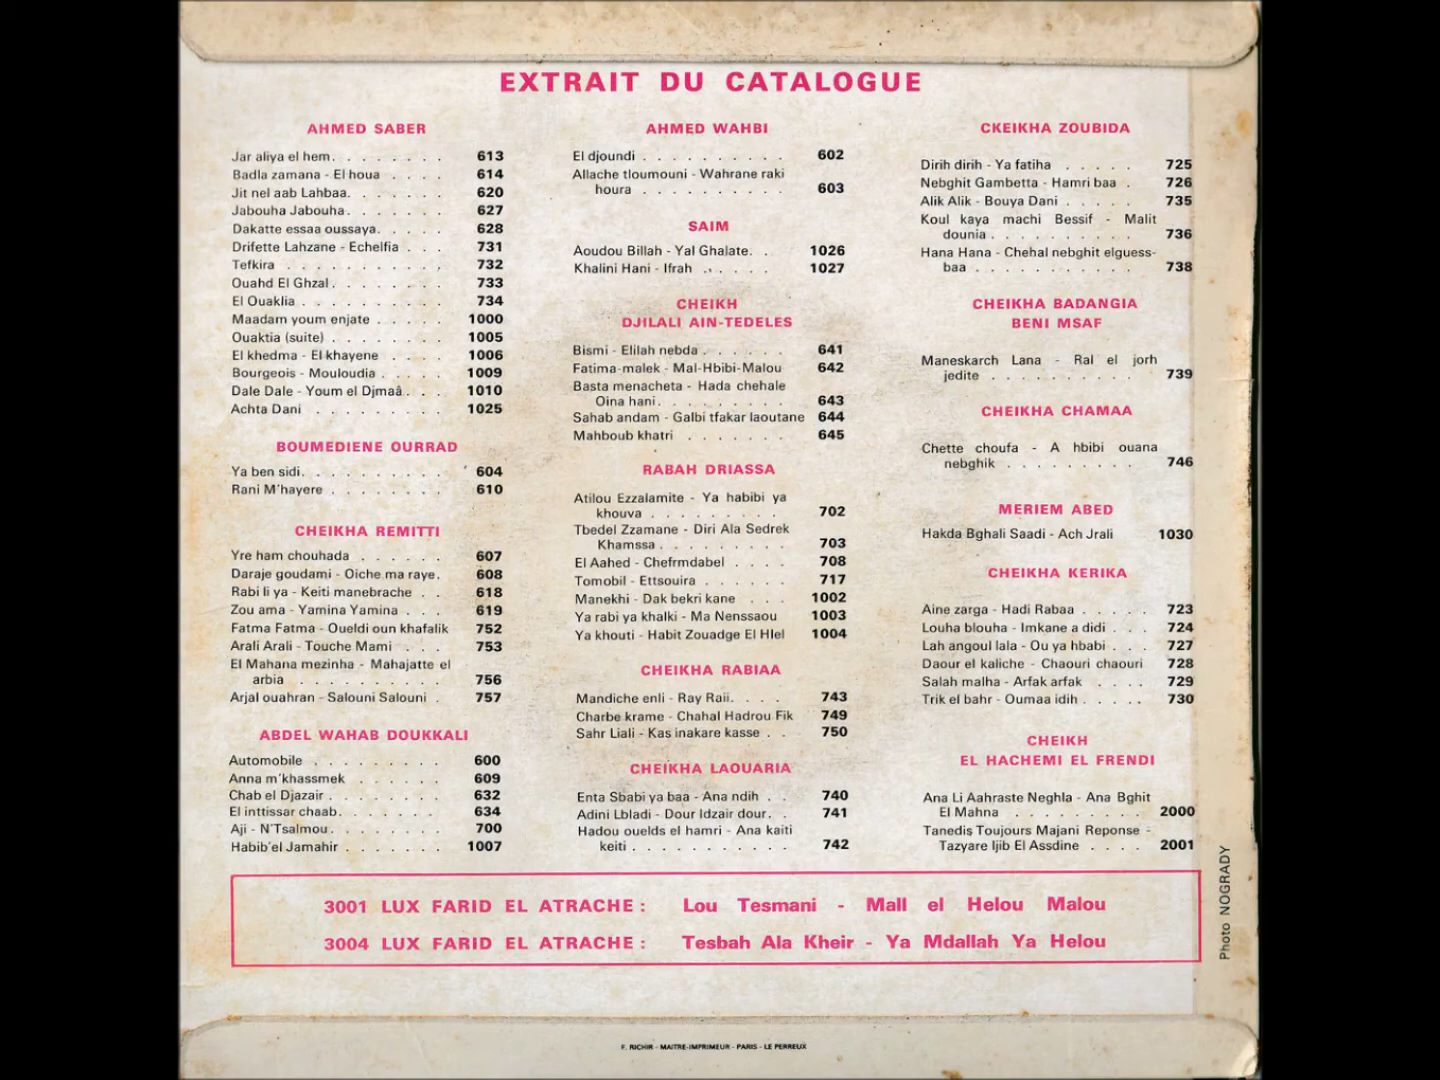 EXTRAIT DU CATALOGUE
AHMED SABER
Jar aliya el hem. . . . . . . . 613
Badla zamana - El houa . . . . 614
Jit nel aab Lahbaa. . . . . . . 620
Jabouha Jabouha. . . . . . . 627
Dakatte essaa oussaya. . . . . 628
Drifette Lahzane - Echelfia . . . 731
Tefkira . . . . . . . . . . . 732
Ouahd El Ghzal . . . . . . . . 733
El Ouaklia . . . . . . . . . . 734
Maadam youm enjate . . . . . 1000
Ouaktia (suite) . . . . . . . . 1005
El khedma - El khayene . . . . 1006
Bourgeois - Mouloudia . . . . . 1009
Dale Dale - Youm el Djmaâ . . . 1010
Achta Dani . . . . . . . . . 1025
BOUMEDIENE OURRAD
Ya ben sidi. . . . . . . . . . 604
Rani M'hayere . . . . . . . . 610
CHEIKHA REMITTI
Yre ham chouhada . . . . . . 607
Daraje goudami - Oiche ma raye. 608
Rabi li ya - Keiti manebrache . . 618
Zou ama - Yamina Yamina . . . 619
Fatma Fatma - Oueldi oun khafalik 752
Arali Arali - Touche Mami . . . 753
El Mahana mezinha - Mahajatte el
arbia . . . . . . . . . . 756
Arjal ouahran - Salouni Salouni . 757
ABDEL WAHAB DOUKKALI
Automobile . . . . . . . . . 600
Anna m'khassmek . . . . . . 609
Chab el Djazair . . . . . . . . 632
El inttissar chaab. . . . . . . 634
Aji - N'Tsalmou. . . . . . . . 700
Habib'el Jamahir . . . . . . . 1007
AHMED WAHBI
El djoundi . . . . . . . . . . 602
Allache tloumouni - Wahrane raki
houra . . . . . . . . . . 603
SAIM
Aoudou Billah - Yal Ghalate. . 1026
Khalini Hani - Ifrah . . . . . 1027
CHEIKH
DJILALI AIN-TEDELES
Bismi - Elilah nebda . . . . . . 641
Fatima-malek - Mal-Hbibi-Malou 642
Basta menacheta - Hada chehale
Oina hani. . . . . . . . . 643
Sahab andam - Galbi tfakar laoutane 644
Mahboub khatri . . . . . . . 645
RABAH DRIASSA
Atilou Ezzalamite - Ya habibi ya
khouva . . . . . . . . . 702
Tbedel Zzamane - Diri Ala Sedrek
Khamssa . . . . . . . . . 703
El Aahed - Chefrmdabel . . . . 708
Tomobil - Ettsouira . . . . . . 717
Manekhi - Dak bekri kane . . . 1002
Ya rabi ya khalki - Ma Nenssaou 1003
Ya khouti - Habit Zouadge El Hlel 1004
CHEIKHA RABIAA
Mandiche enli - Ray Raii. . . . 743
Charbe krame - Chahal Hadrou Fik 749
Sahr Liali - Kas inakare kasse . . 750
CHEIKHA LAOUARIA
Enta Sbabi ya baa - Ana ndih . . 740
Adini Lbladi - Dour Idzair dour. . 741
Hadou ouelds el hamri - Ana kaiti
keiti . . . . . . . . . . . 742
CKEIKHA ZOUBIDA
Dirih dirih - Ya fatiha . . . . . 725
Nebghit Gambetta - Hamri baa . 726
Alik Alik - Bouya Dani . . . . . 735
Koul kaya machi Bessif - Malit
dounia . . . . . . . . . . 736
Hana Hana - Chehal nebghit elguess-
baa . . . . . . . . . . . 738
CHEIKHA BADANGIA
BENI MSAF
Maneskarch Lana - Ral el jorh
jedite . . . . . . . . . . 739
CHEIKHA CHAMAA
Chette choufa - A hbibi ouana
nebghik . . . . . . . . . 746
MERIEM ABED
Hakda Bghali Saadi - Ach Jrali 1030
CHEIKHA KERIKA
Aine zarga - Hadi Rabaa . . . . . 723
Louha blouha - Imkane a didi . . . 724
Lah angoul lala - Ou ya hbabi . . . 727
Daour el kaliche - Chaouri chaouri 728
Salah malha - Arfak arfak . . . . 729
Trik el bahr - Oumaa idih . . . . . 730
CHEIKH
EL HACHEMI EL FRENDI
Ana Li Aahraste Neghla - Ana Bghit
El Mahna . . . . . . . . . 2000
Tanedis Toujours Majani Reponse -
Tazyare Ijib El Assdine . . . . 2001
3001 LUX FARID EL ATRACHE : Lou Tesmani - Mall el Helou Malou
3004 LUX FARID EL ATRACHE : Tesbah Ala Kheir - Ya Mdallah Ya Helou
Photo NOGRADY
F. RICHIR - MAITRE-IMPRIMEUR - PARIS - LE PERREUX